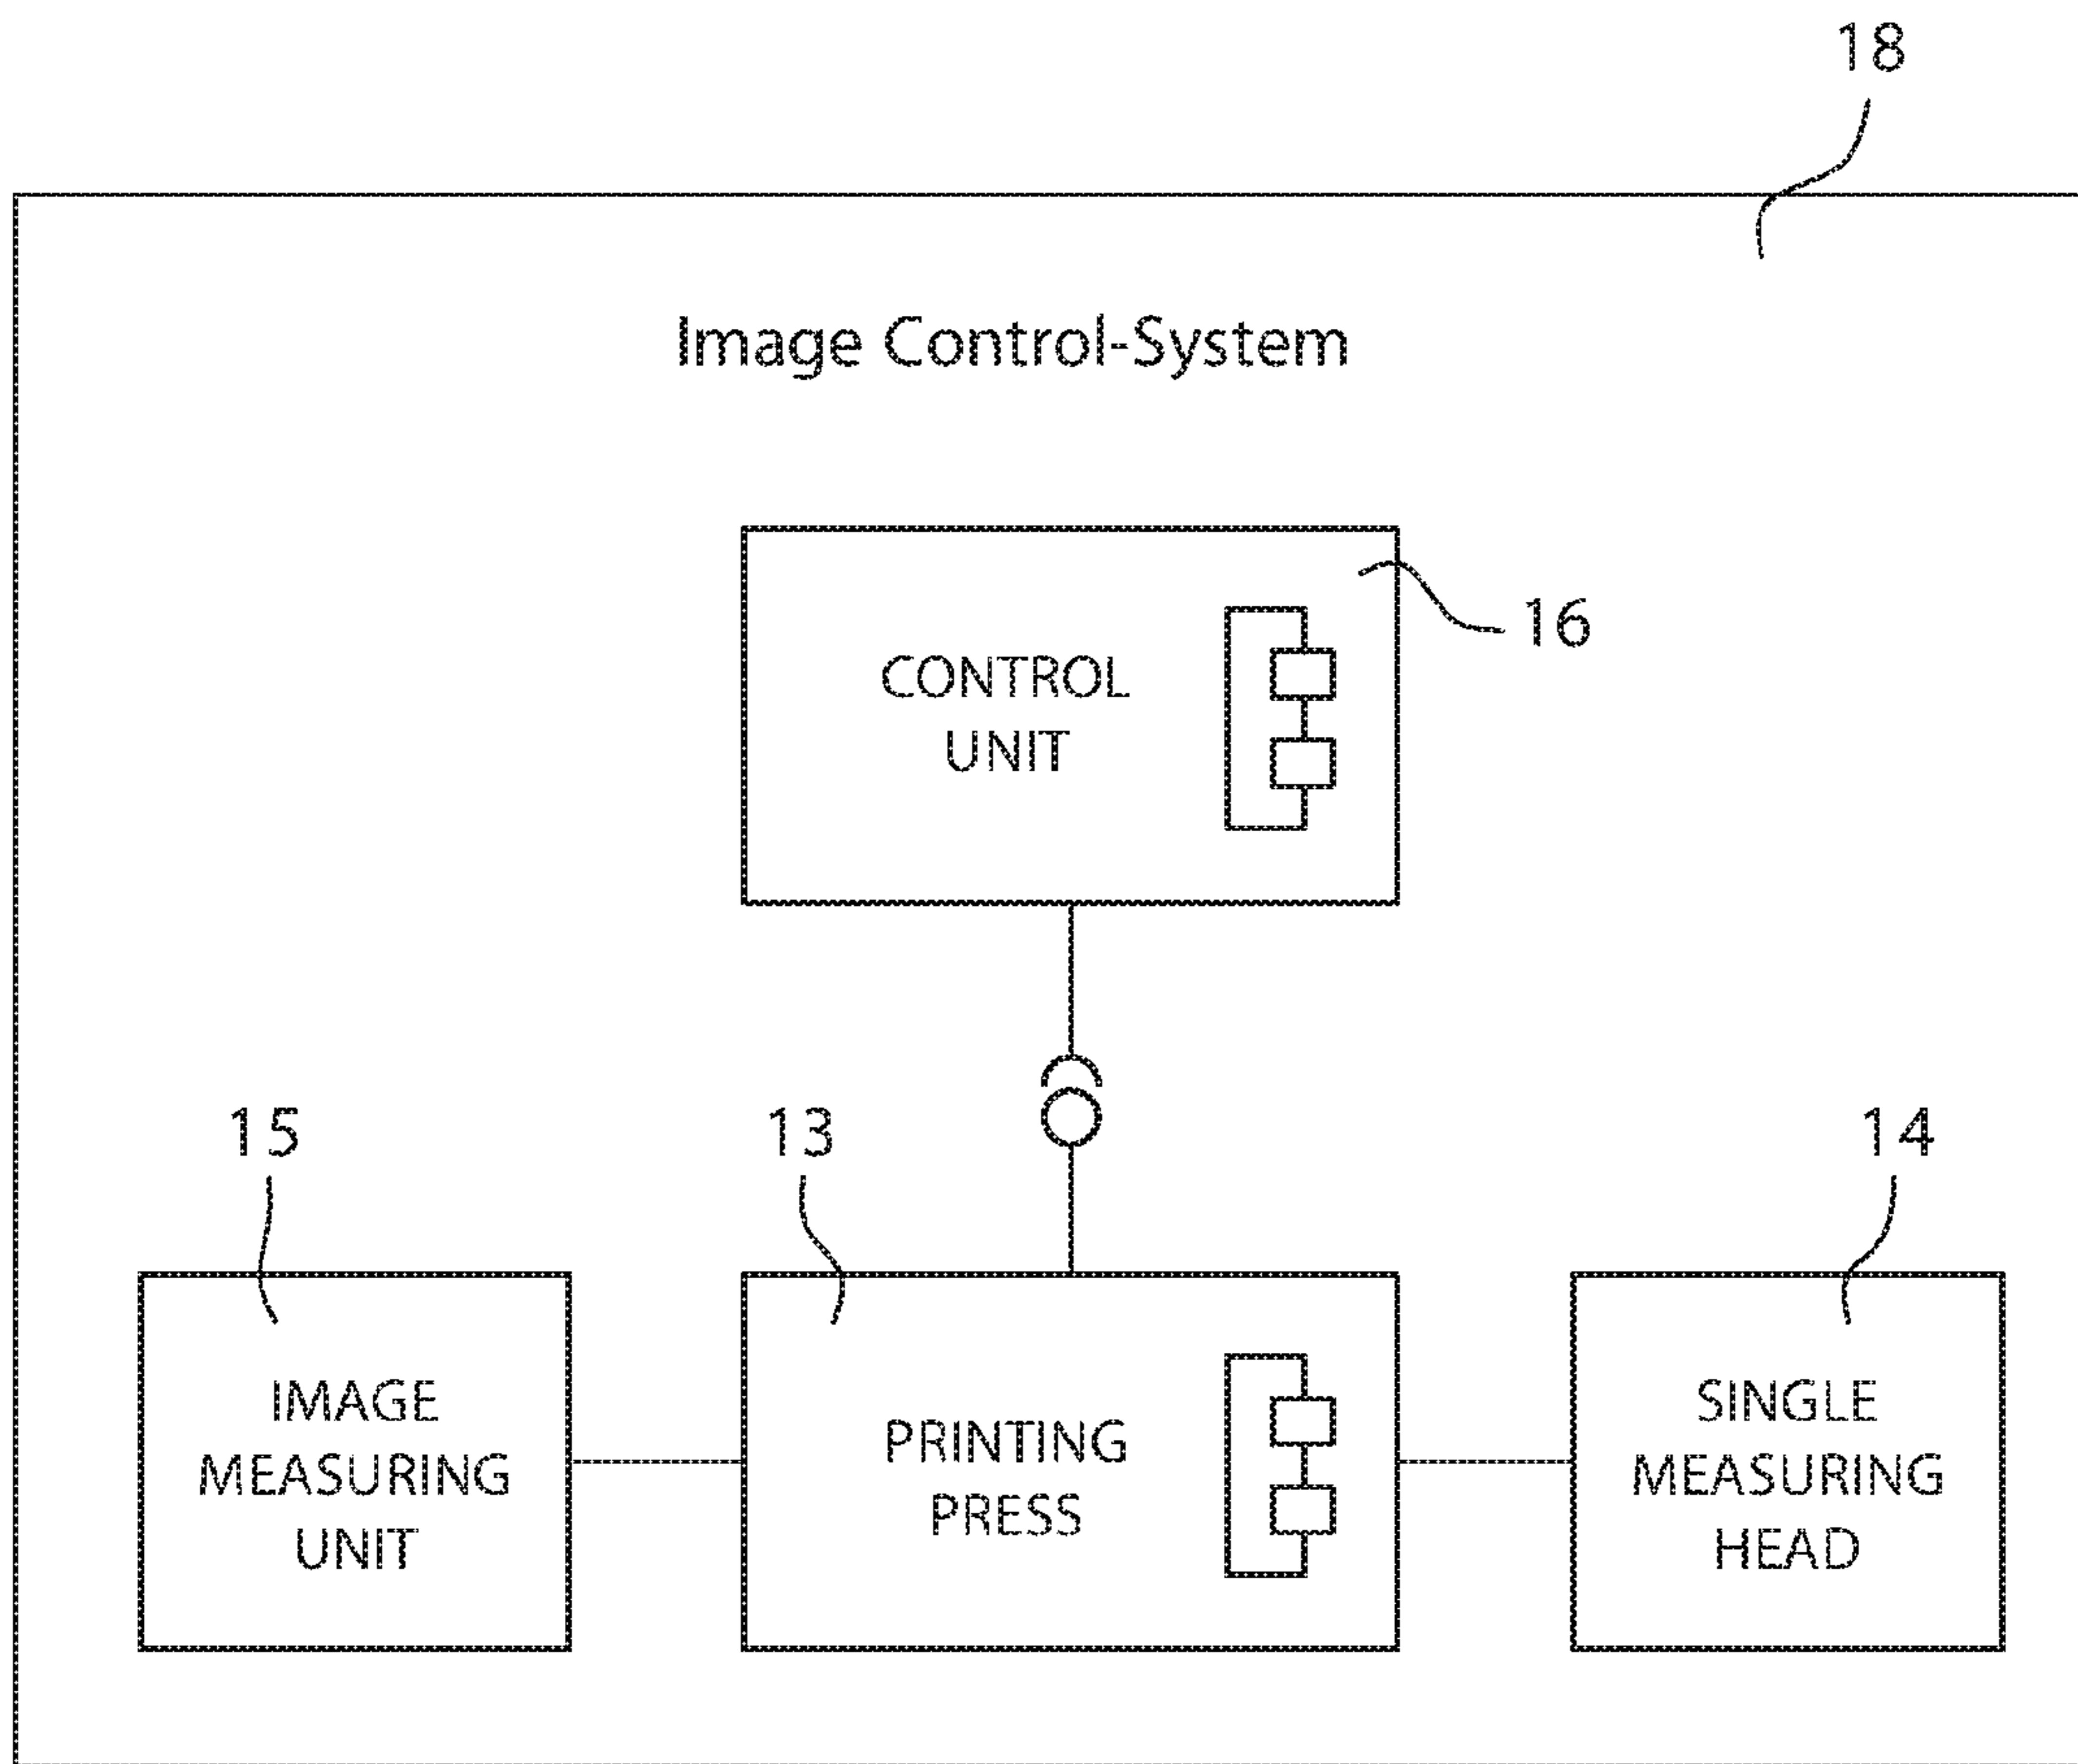 18
Image Control-System
16
CONTROL
UNIT
15
13
14
IMAGE
MEASURING
UNIT
PRINTING
PRESS
SINGLE
MEASURING
HEAD